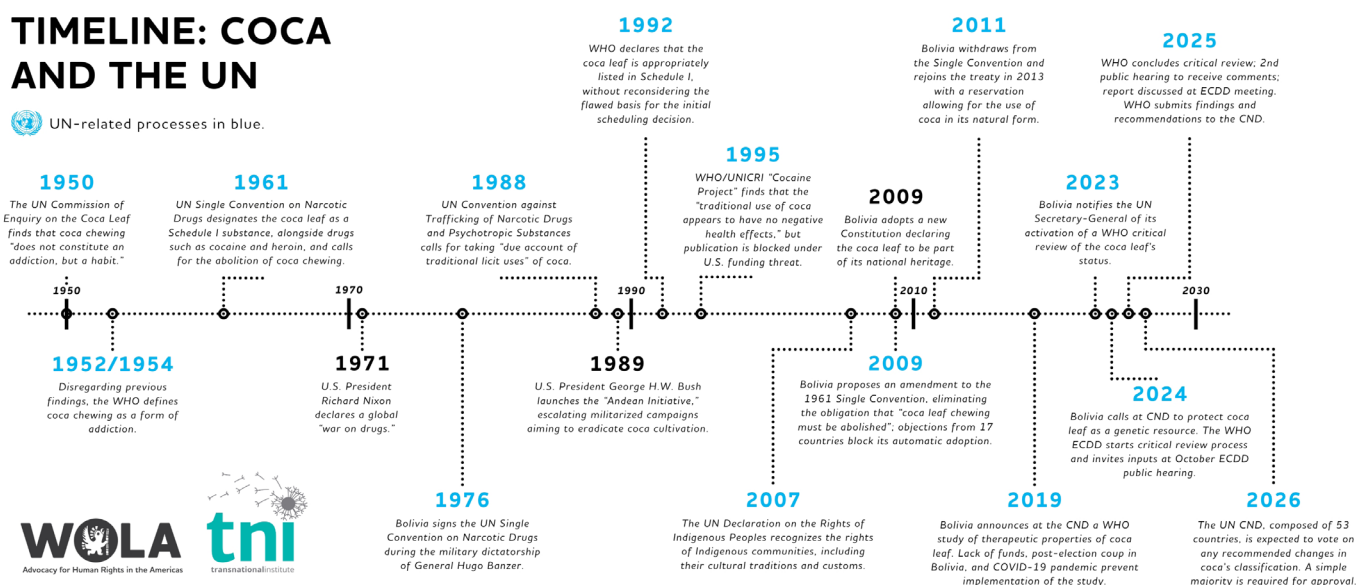 TIMELINE: COCA
AND THE UN
UN-related processes in blue.
1950
The UN Commission of
Enquiry on the Coca Leaf
finds that coca chewing
"does not constitute an
addiction, but a habit."
1961
UN Single Convention on Narcotic
Drugs designates the coca leaf as a
Schedule I substance, alongside drugs
such as cocaine and heroin, and calls
for the abolition of coca chewing.
1988
UN Convention against
Trafficking of Narcotic Drugs
and Psychotropic Substances
calls for taking "due account of
traditional licit uses" of coca.
1992
WHO declares that the
coca leaf is appropriately
listed in Schedule I,
without reconsidering the
flawed basis for the initial
scheduling decision.
1995
WHO/UNICRI "Cocaine
Project" finds that the
"traditional use of coca
appears to have no negative
health effects," but
publication is blocked under
U.S. funding threat.
2009
Bolivia adopts a new
Constitution declaring
the coca leaf to be part
of its national heritage.
2011
Bolivia withdraws from
the Single Convention and
rejoins the treaty in 2013
with a reservation
allowing for the use of
coca in its natural form.
2023
Bolivia notifies the UN
Secretary-General of its
activation of a WHO critical
review of the coca leaf's
status.
2025
WHO concludes critical review; 2nd
public hearing to receive comments;
report discussed at ECDD meeting.
WHO submits findings and
recommendations to the CND.
1950
1970
1990
2010
2030
1952/1954
Disregarding previous
findings, the WHO defines
coca chewing as a form of
addiction.
1971
U.S. President
Richard Nixon
declares a global
"war on drugs."
1976
Bolivia signs the UN Single
Convention on Narcotic Drugs
during the military dictatorship
of General Hugo Banzer.
1989
U.S. President George H.W. Bush
launches the "Andean Initiative,"
escalating militarized campaigns
aiming to eradicate coca cultivation.
2007
The UN Declaration on the Rights of
Indigenous Peoples recognizes the rights
of Indigenous communities, including
their cultural traditions and customs.
2009
Bolivia proposes an amendment to the
1961 Single Convention, eliminating
the obligation that "coca leaf chewing
must be abolished"; objections from 17
countries block its automatic adoption.
2019
Bolivia announces at the CND a WHO
study of therapeutic properties of coca
leaf. Lack of funds, post-election coup in
Bolivia, and COVID-19 pandemic prevent
implementation of the study.
2024
Bolivia calls at CND to protect coca
leaf as a genetic resource. The WHO
ECDD starts critical review process
and invites inputs at October ECDD
public hearing.
2026
The UN CND, composed of 53
countries, is expected to vote on
any recommended changes in
coca's classification. A simple
majority is required for approval.
WOLA
Advocacy for Human Rights in the Americas
tni
transnationalinstitute